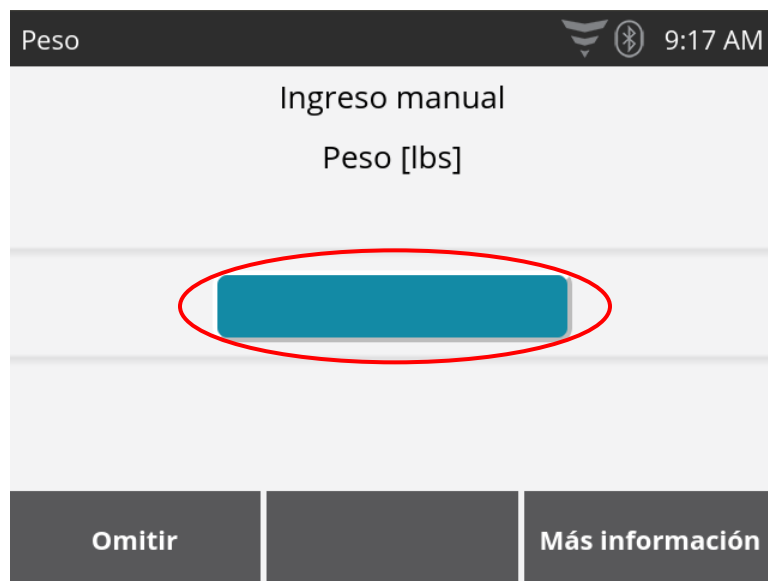 Peso 9:17 AM
Ingreso manual
Peso [lbs]
Omitir Más información